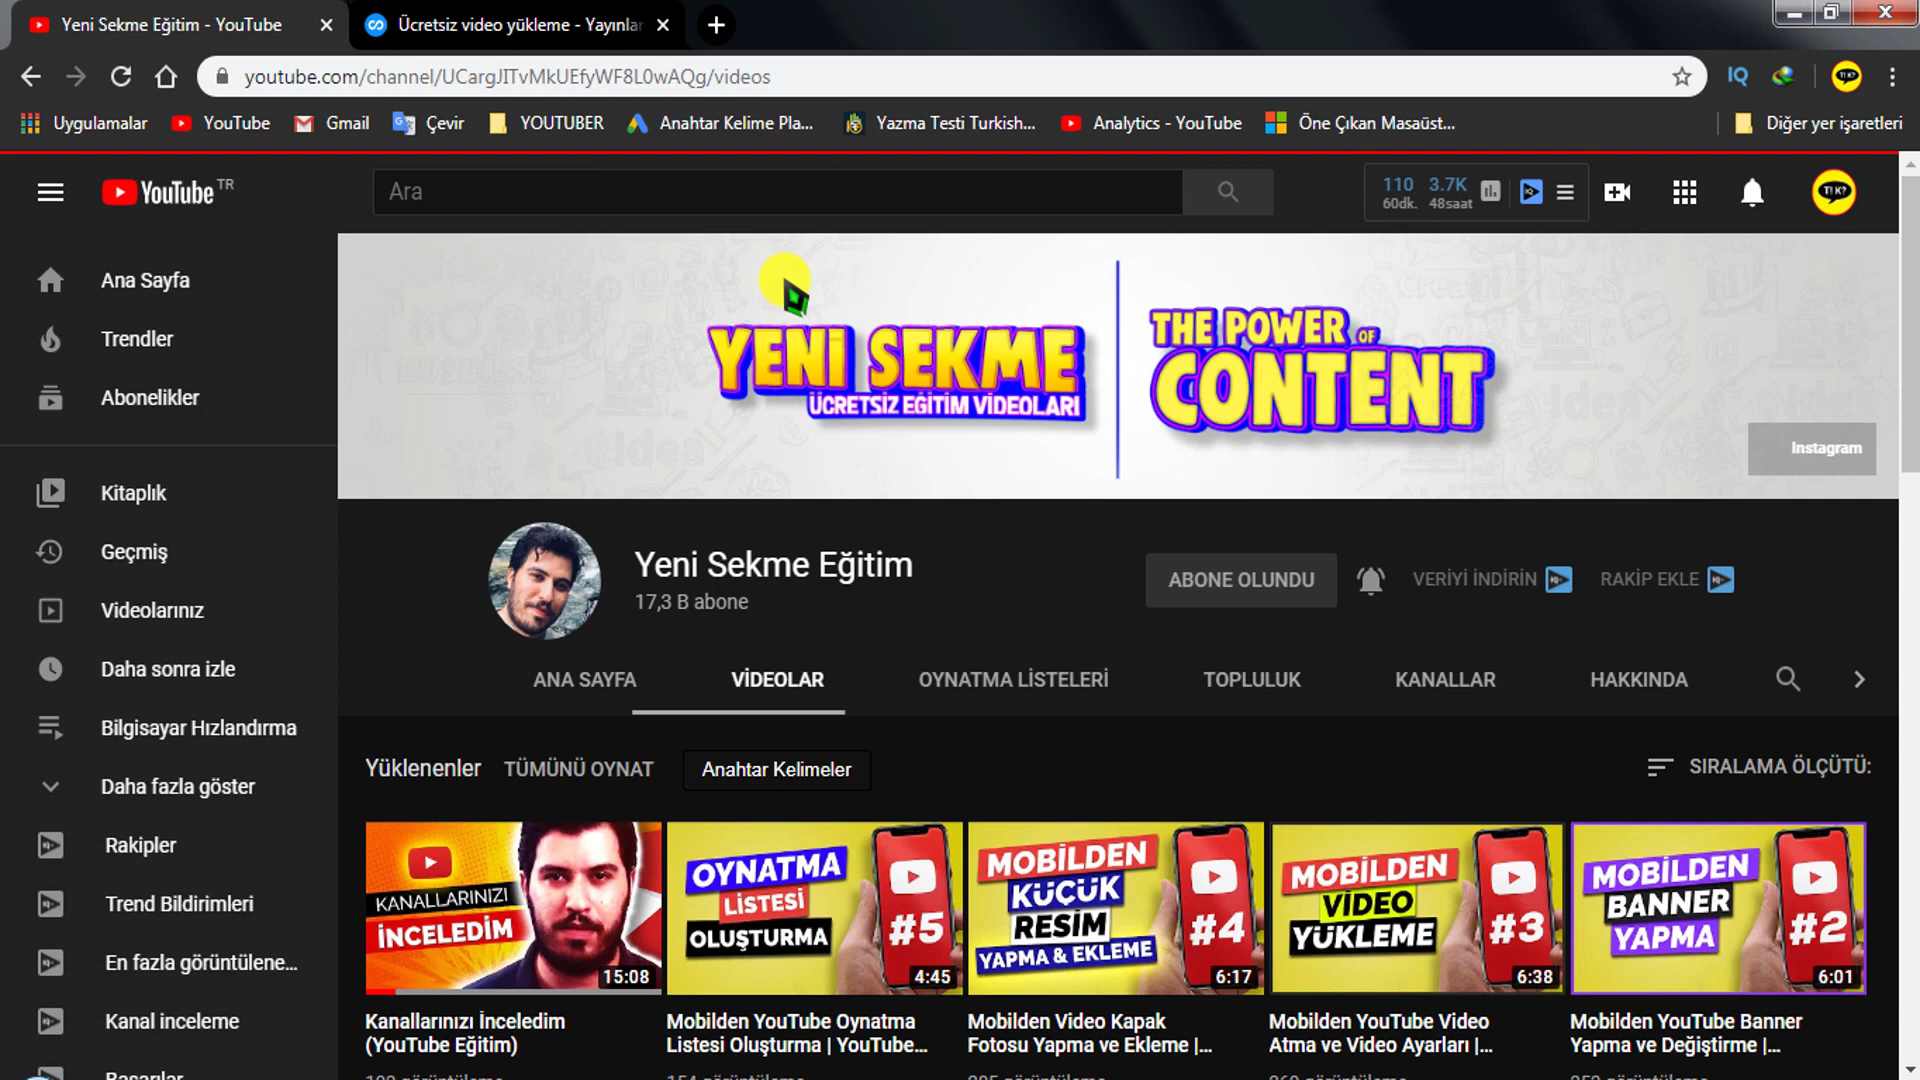 Yeni Sekme Eğitim - YouTube
Ücretsiz video yükleme - Yayınlar
youtube.com/channel/UCargJITvMkUEfyWF8L0wAQg/videos
IQ
Uygulamalar
YouTube
Gmail
Çevir
YOUTUBER
Anahtar Kelime Pla...
Yazma Testi Turkish...
Analytics - YouTube
Öne Çıkan Masaüst...
Diğer yer işaretleri
YouTube TR
Ara
110 3.7K
60dk. 48saat
T! K?
Ana Sayfa
Trendler
Abonelikler
Kitaplık
Geçmiş
Videolarınız
Daha sonra izle
Bilgisayar Hızlandırma
Daha fazla göster
Rakipler
Trend Bildirimleri
En fazla görüntülene...
Kanal inceleme
YENİ SEKME
ÜCRETSİZ EĞİTİM VİDEOLARI
THE POWER OF
CONTENT
Instagram
Yeni Sekme Eğitim
17,3 B abone
ABONE OLUNDU
VERİYİ İNDİRİN
RAKİP EKLE
ANA SAYFA
VİDEOLAR
OYNATMA LİSTELERİ
TOPLULUK
KANALLAR
HAKKINDA
Yüklenenler
TÜMÜNÜ OYNAT
Anahtar Kelimeler
SIRALAMA ÖLÇÜTÜ:
KANALLARINIZI
İNCELEDİM
15:08
Kanallarınızı İnceledim
(YouTube Eğitim)
OYNATMA
LİSTESİ
OLUŞTURMA
#5
4:45
Mobilden YouTube Oynatma
Listesi Oluşturma | YouTube...
MOBİLDEN
KÜÇÜK
RESİM
YAPMA & EKLEME
#4
6:17
Mobilden Video Kapak
Fotosu Yapma ve Ekleme |...
MOBİLDEN
VİDEO
YÜKLEME
#3
6:38
Mobilden YouTube Video
Atma ve Video Ayarları |...
MOBİLDEN
BANNER
YAPMA
#2
6:01
Mobilden YouTube Banner
Yapma ve Değiştirme |...